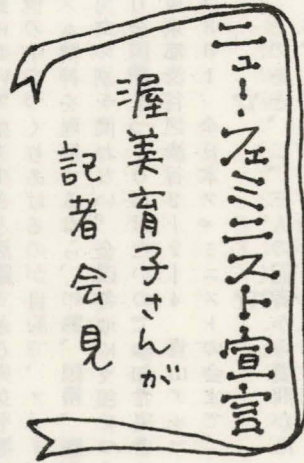 ニュー・フェミニスト宣言
渥美育子さんが
記者会見